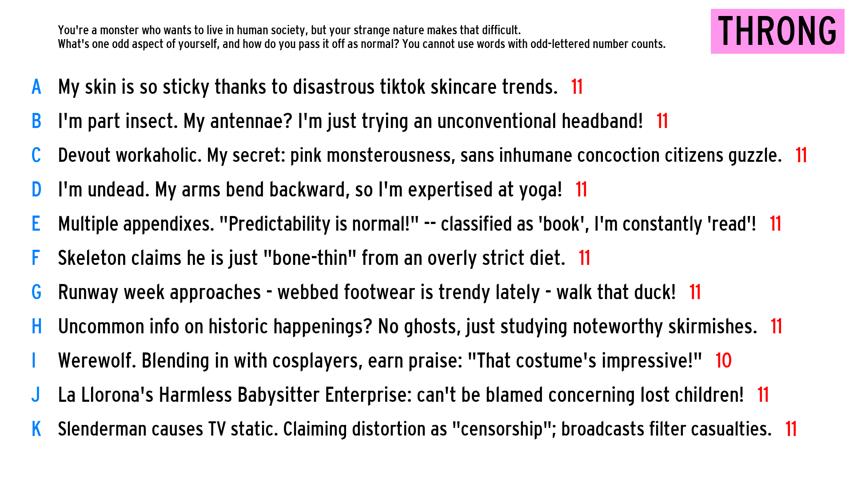 You're a monster who wants to live in human society, but your strange nature makes that difficult.
What's one odd aspect of yourself, and how do you pass it off as normal? You cannot use words with odd-lettered number counts.
THRONG
A My skin is so sticky thanks to disastrous tiktok skincare trends. 11
B I'm part insect. My antennae? I'm just trying an unconventional headband! 11
C Devout workaholic. My secret: pink monsterousness, sans inhumane concoction citizens guzzle. 11
D I'm undead. My arms bend backward, so I'm expertised at yoga! 11
E Multiple appendixes. "Predictability is normal!" -- classified as 'book', I'm constantly 'read'! 11
F Skeleton claims he is just "bone-thin" from an overly strict diet. 11
G Runway week approaches - webbed footwear is trendy lately - walk that duck! 11
H Uncommon info on historic happenings? No ghosts, just studying noteworthy skirmishes. 11
I Werewolf. Blending in with cosplayers, earn praise: "That costume's impressive!" 10
J La Llorona's Harmless Babysitter Enterprise: can't be blamed concerning lost children! 11
K Slenderman causes TV static. Claiming distortion as "censorship"; broadcasts filter casualties. 11